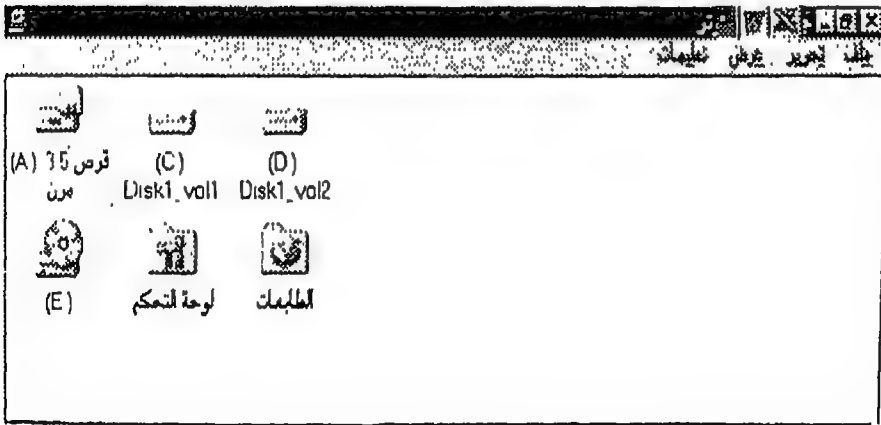 ملف تحرير عرض تعليمات
قرص 3.5 (A) (C) (D)
مرن Disk1_vol1 Disk1_vol2
(E) لوحة التحكم الطابعات